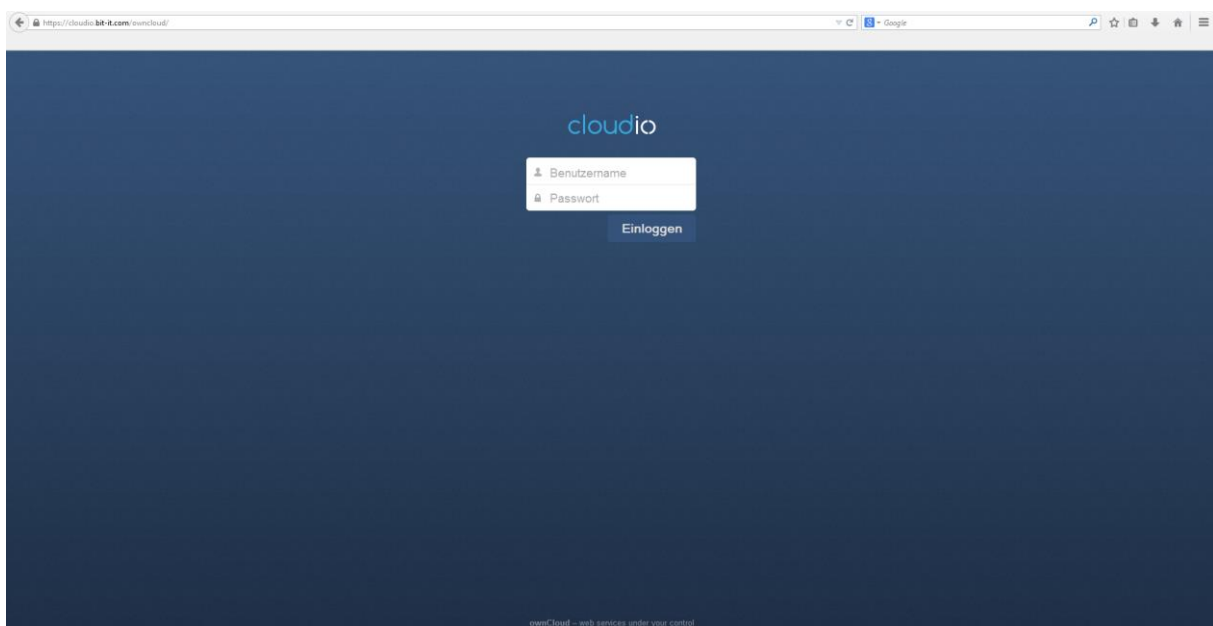 https://cloudio.bit-it.com/owncloud/
Google
cloudio
Benutzername
Passwort
Einloggen
ownCloud – web services under your control